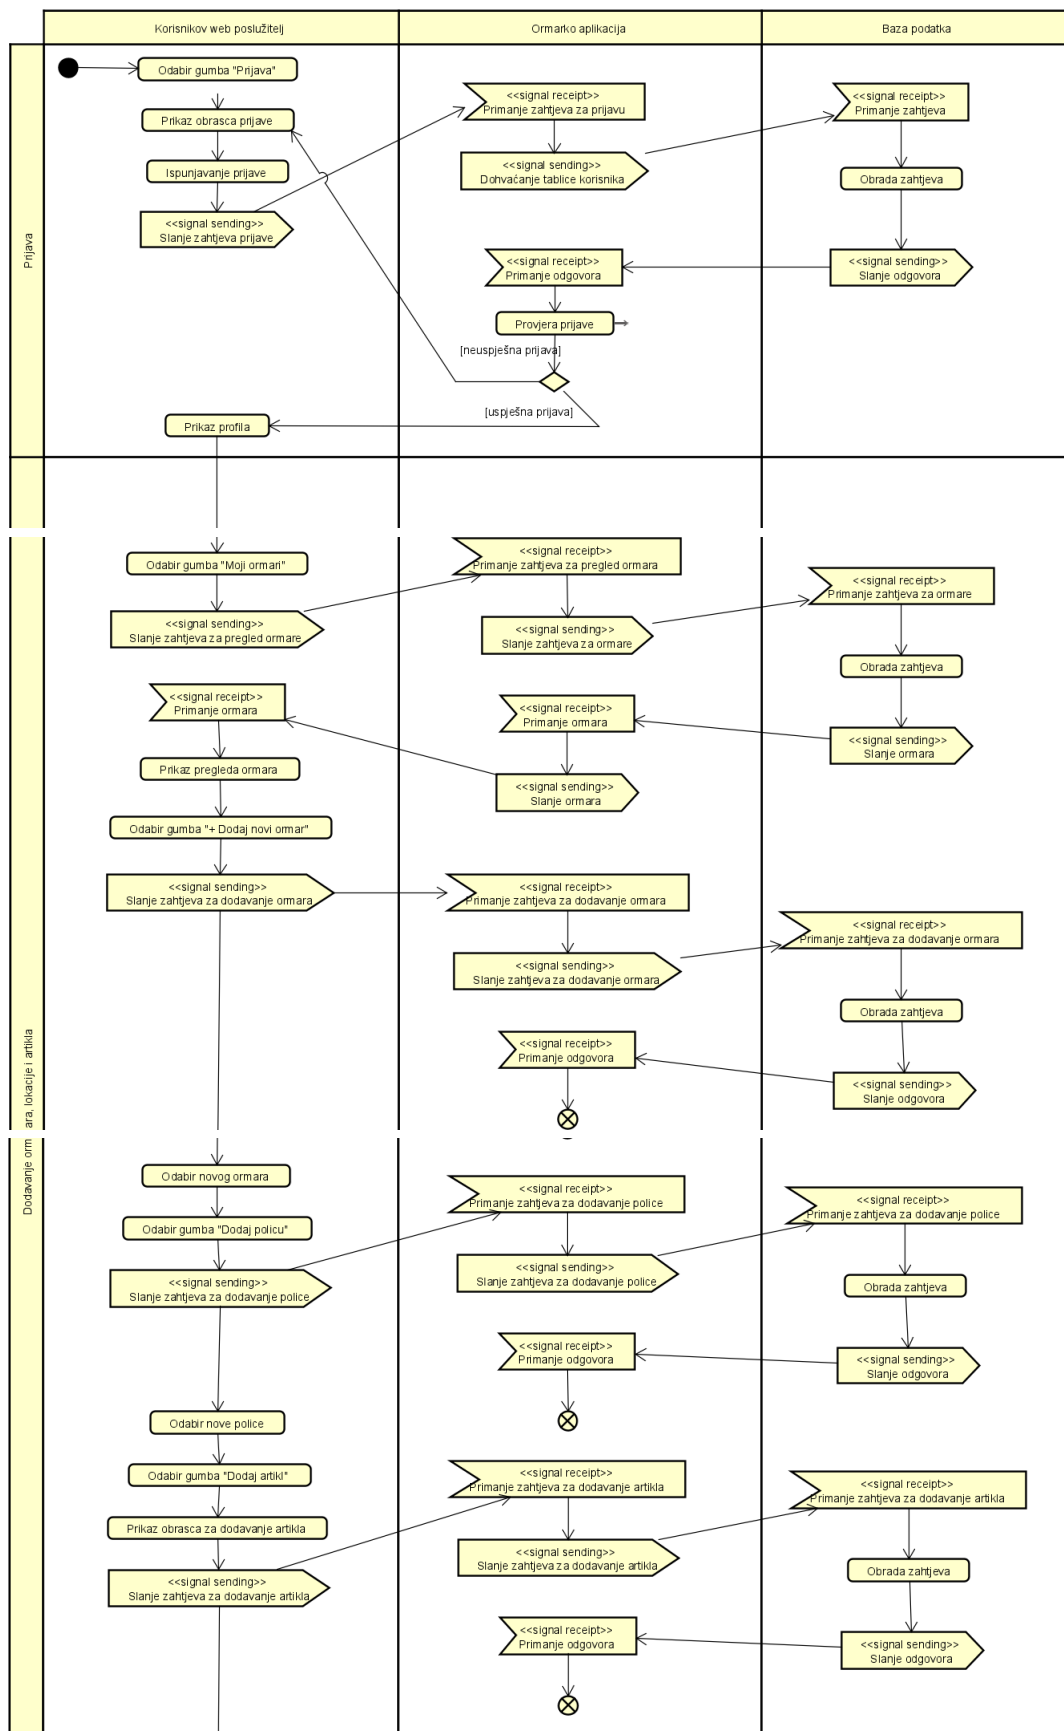 Korisnikov web poslužitelj
Ormarko aplikacija
Baza podatka
Prijava
Odabir gumba "Prijava"
Prikaz obrasca prijave
Ispunjavanje prijave
<<signal sending>>
Slanje zahtjeva prijave
<<signal receipt>>
Primanje zahtjeva za prijavu
<<signal sending>>
Dohvaćanje tablice korisnika
<<signal receipt>>
Primanje zahtjeva
Obrada zahtjeva
<<signal sending>>
Slanje odgovora
<<signal receipt>>
Primanje odgovora
Provjera prijave
[neuspješna prijava]
[uspješna prijava]
Prikaz profila
Dodavanje orm ara, lokacije i artikla
Odabir gumba "Moji ormari"
<<signal sending>>
Slanje zahtjeva za pregled ormare
<<signal receipt>>
Primanje zahtjeva za pregled ormara
<<signal sending>>
Slanje zahtjeva za ormare
<<signal receipt>>
Primanje zahtjeva za ormare
Obrada zahtjeva
<<signal sending>>
Slanje ormara
<<signal receipt>>
Primanje ormara
<<signal sending>>
Slanje ormara
<<signal receipt>>
Primanje ormara
Prikaz pregleda ormara
Odabir gumba "+ Dodaj novi ormar"
<<signal sending>>
Slanje zahtjeva za dodavanje ormara
<<signal receipt>>
Primanje zahtjeva za dodavanje ormara
<<signal sending>>
Slanje zahtjeva za dodavanje ormara
<<signal receipt>>
Primanje zahtjeva za dodavanje ormara
Obrada zahtjeva
<<signal sending>>
Slanje odgovora
<<signal receipt>>
Primanje odgovora
Odabir novog ormara
Odabir gumba "Dodaj policu"
<<signal sending>>
Slanje zahtjeva za dodavanje police
<<signal receipt>>
Primanje zahtjeva za dodavanje police
<<signal sending>>
Slanje zahtjeva za dodavanje police
<<signal receipt>>
Primanje zahtjeva za dodavanje police
Obrada zahtjeva
<<signal sending>>
Slanje odgovora
<<signal receipt>>
Primanje odgovora
Odabir nove police
Odabir gumba "Dodaj artikl"
Prikaz obrasca za dodavanje artikla
<<signal sending>>
Slanje zahtjeva za dodavanje artikla
<<signal receipt>>
Primanje zahtjeva za dodavanje artikla
<<signal sending>>
Slanje zahtjeva za dodavanje artikla
<<signal receipt>>
Primanje zahtjeva za dodavanje artikla
Obrada zahtjeva
<<signal sending>>
Slanje odgovora
<<signal receipt>>
Primanje odgovora